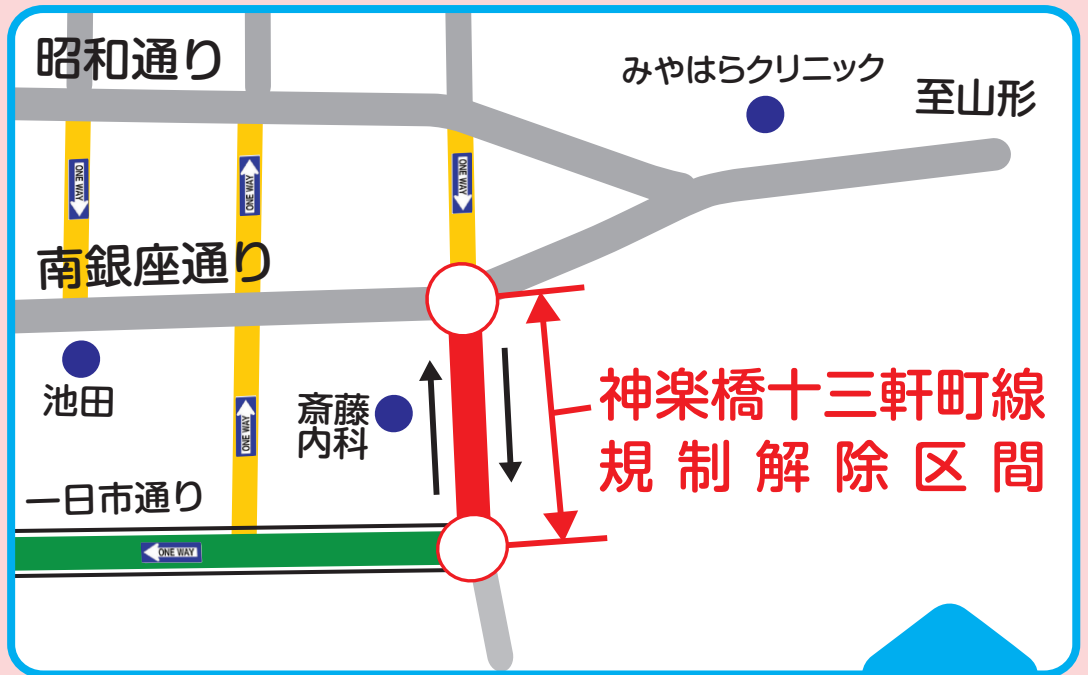 昭和通り
みやはらクリニック
至山形
ONE WAY
ONE WAY
ONE WAY
南銀座通り
池田
斎藤
内科
神楽橋十三軒町線
規制解除区間
ONE WAY
一日市通り
ONE WAY